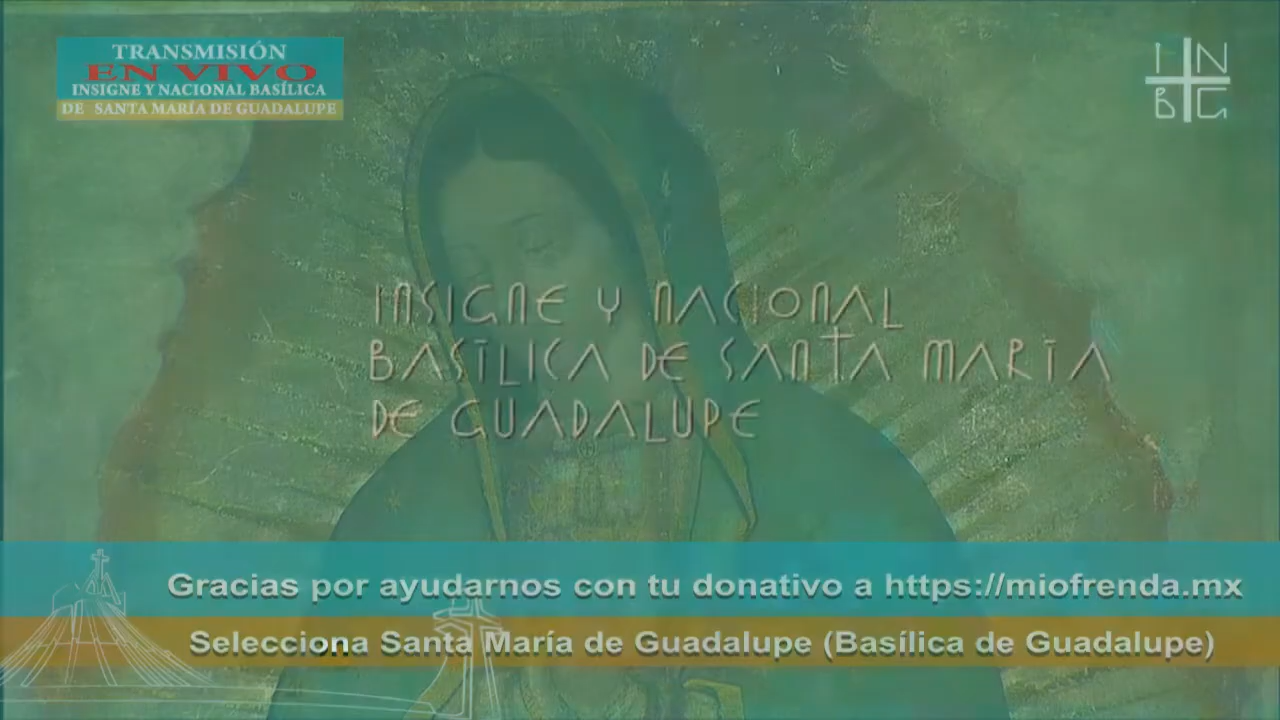 TRANSMISIÓN
EN VIVO
INSIGNE Y NACIONAL BASÍLICA
DE SANTA MARÍA DE GUADALUPE
I N
B G
INSIGNE Y NACIONAL
BASÍLICA DE SANTA MARÍA
DE GUADALUPE
Gracias por ayudarnos con tu donativo a https://miofrenda.mx
Selecciona Santa María de Guadalupe (Basílica de Guadalupe)